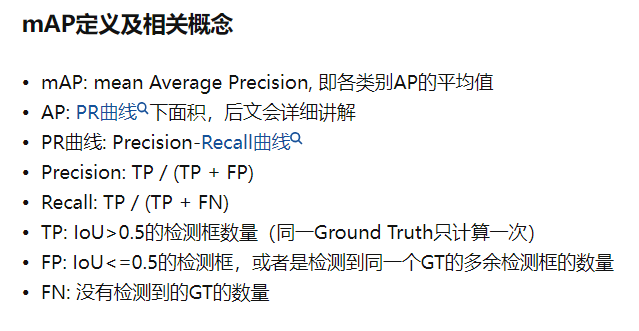 mAP定义及相关概念
• mAP: mean Average Precision, 即各类别AP的平均值
• AP: PR曲线下面积，后文会详细讲解
• PR曲线: Precision-Recall曲线
• Precision: TP / (TP + FP)
• Recall: TP / (TP + FN)
• TP: IoU>0.5的检测框数量（同一Ground Truth只计算一次）
• FP: IoU<=0.5的检测框，或者是检测到同一个GT的多余检测框的数量
• FN: 没有检测到的GT的数量